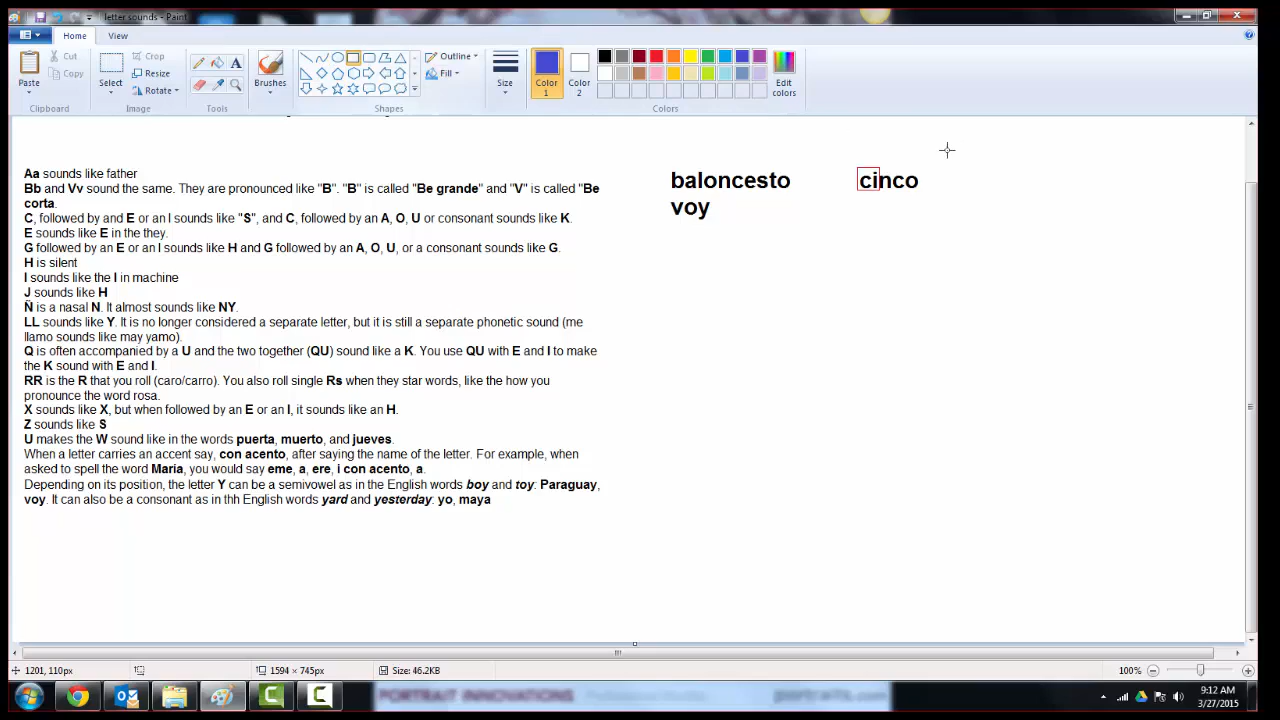 letter sounds - Paint
Home View
Cut
Copy
Paste
Clipboard
Select
Crop
Resize
Rotate
Image
Tools
Brushes
Shapes
Outline
Fill
Size
Color 1
Color 2
Edit colors
Colors
Aa sounds like father
Bb and Vv sound the same. They are pronounced like "B". "B" is called "Be grande" and "V" is called "Be
corta.
C, followed by and E or an I sounds like "S", and C, followed by an A, O, U or consonant sounds like K.
E sounds like E in the they.
G followed by an E or an I sounds like H and G followed by an A, O, U, or a consonant sounds like G.
H is silent
I sounds like the I in machine
J sounds like H
Ñ is a nasal N. It almost sounds like NY.
LL sounds like Y. It is no longer considered a separate letter, but it is still a separate phonetic sound (me
llamo sounds like may yamo).
Q is often accompanied by a U and the two together (QU) sound like a K. You use QU with E and I to make
the K sound with E and I.
RR is the R that you roll (caro/carro). You also roll single Rs when they star words, like the how you
pronounce the word rosa.
X sounds like X, but when followed by an E or an I, it sounds like an H.
Z sounds like S
U makes the W sound like in the words puerta, muerto, and jueves.
When a letter carries an accent say, con acento, after saying the name of the letter. For example, when
asked to spell the word María, you would say eme, a, ere, i con acento, a.
Depending on its position, the letter Y can be a semivowel as in the English words boy and toy: Paraguay,
voy. It can also be a consonant as in thh English words yard and yesterday: yo, maya
baloncesto cinco
voy
1201, 110px
1594 × 745px
Size: 46.2KB
100%
PORTRAIT INNOVATIONS
9:12 AM
3/27/2015